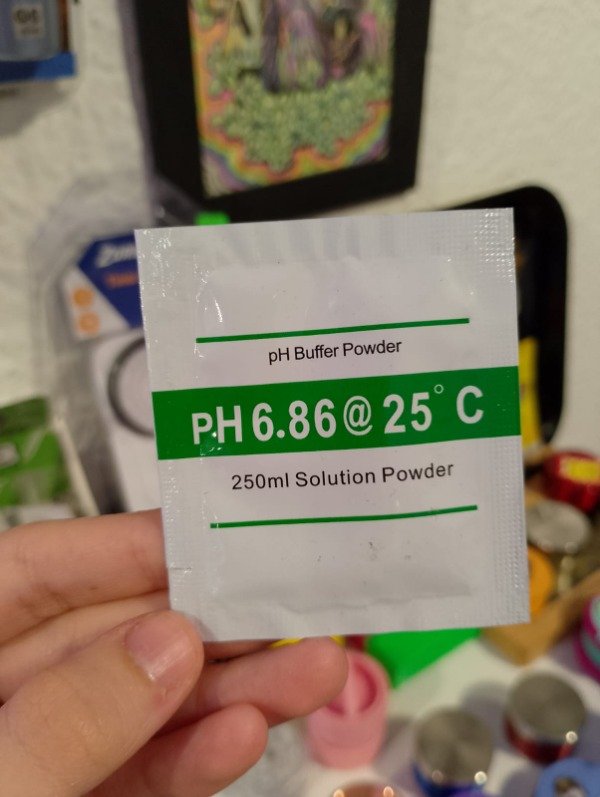 pH Buffer Powder
PH 6.86@ 25°C
250ml Solution Powder